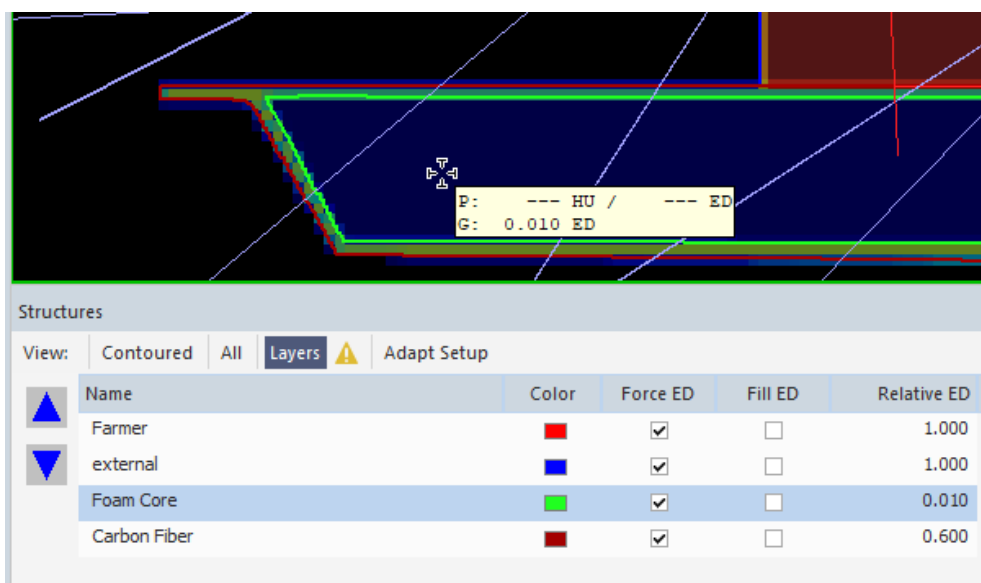 P: --- HU / --- ED
G: 0.010 ED
Structures
View: Contoured All Layers Adapt Setup
Name Color Force ED Fill ED Relative ED
Farmer 1.000
external 1.000
Foam Core 0.010
Carbon Fiber 0.600